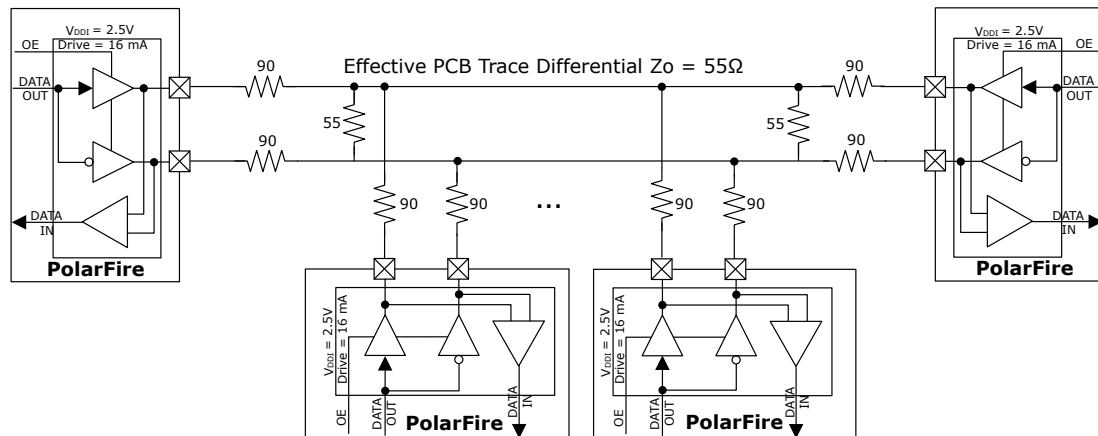 VDDI = 2.5V
Drive = 16 mA
OE
DATA
OUT
DATA
IN
PolarFire
90
90
55
Effective PCB Trace Differential Zo = 55Ω
90
90
55
VDDI = 2.5V
Drive = 16 mA
OE
DATA
OUT
DATA
IN
PolarFire
90
90
...
90
90
VDDI = 2.5V
Drive = 16 mA
OE
DATA
OUT
DATA
IN
PolarFire
VDDI = 2.5V
Drive = 16 mA
OE
DATA
OUT
DATA
IN
PolarFire